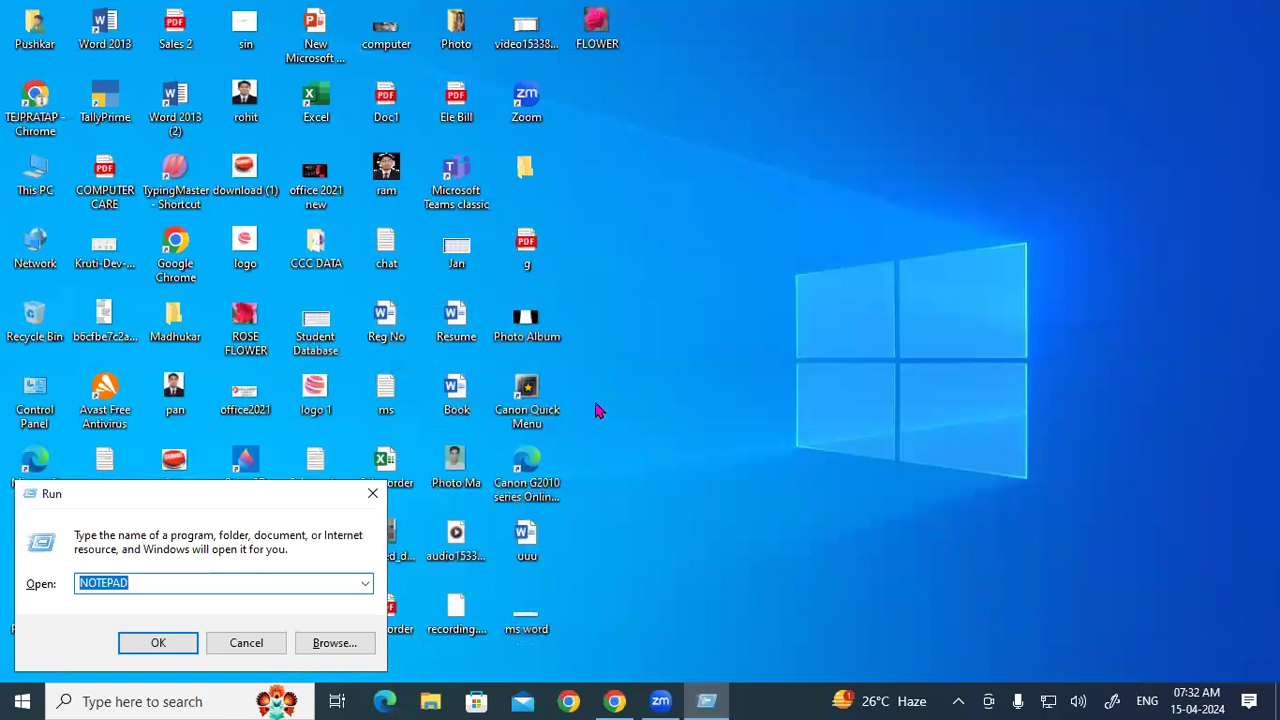 Pushkar
Word 2013
Sales 2
sin
New
Microsoft ...
computer
Photo
video15338...
FLOWER
TEJPRATAP -
Chrome
TallyPrime
Word 2013
(2)
rohit
Excel
Doc1
Ele Bill
Zoom
This PC
COMPUTER
CARE
TypingMaster
- Shortcut
download (1)
office 2021
new
ram
Microsoft
Teams classic
Network
Kruti-Dev-...
Google
Chrome
logo
CCC DATA
chat
Jan
g
Recycle Bin
b6cfbe7c2a...
Madhukar
ROSE
FLOWER
Student
Database
Reg No
Resume
Photo Album
Control
Panel
Avast Free
Antivirus
pan
office2021
logo 1
ms
Book
Canon Quick
Menu
Photo Ma
Canon G2010
series Onlin...
audio1533...
uuu
recording....
ms word
Run
Type the name of a program, folder, document, or Internet
resource, and Windows will open it for you.
Open: NOTEPAD
OK Cancel Browse...
Type here to search
zm
26°C Haze
ENG
07:32 AM
15-04-2024